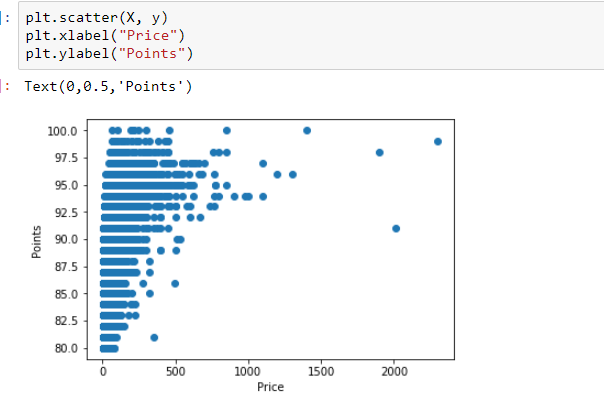 ]: plt.scatter(X, y)
plt.xlabel("Price")
plt.ylabel("Points")
]: Text(0,0.5,'Points')
100.0
97.5
95.0
92.5
90.0
87.5
85.0
82.5
80.0
Points
0 500 1000 1500 2000
Price